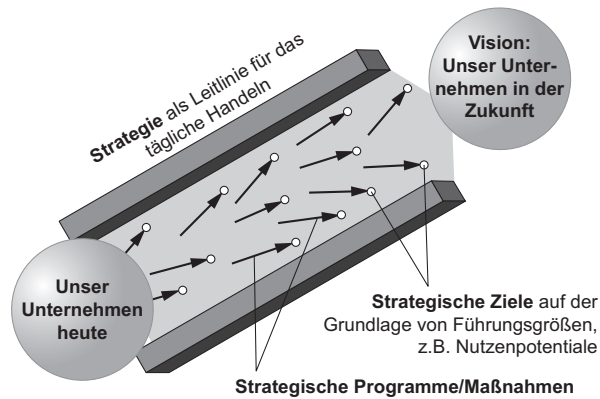 Strategie als Leitlinie für das
tägliche Handeln
Vision:
Unser Unter-
nehmen in der
Zukunft
Unser
Unternehmen
heute
Strategische Ziele auf der
Grundlage von Führungsgrößen,
z.B. Nutzenpotentiale
Strategische Programme/Maßnahmen